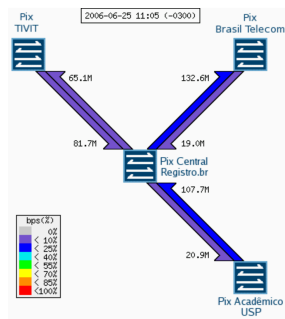 2006-06-25 11:05 (-0300)
Pix
TIVIT
Pix
Brasil Telecom
65.1M
132.6M
81.7M
19.0M
Pix Central
Registro.br
107.7M
20.9M
Pix Acadêmico
USP
bps(%)
0%
< 10%
< 25%
< 40%
< 55%
< 70%
< 85%
<100%